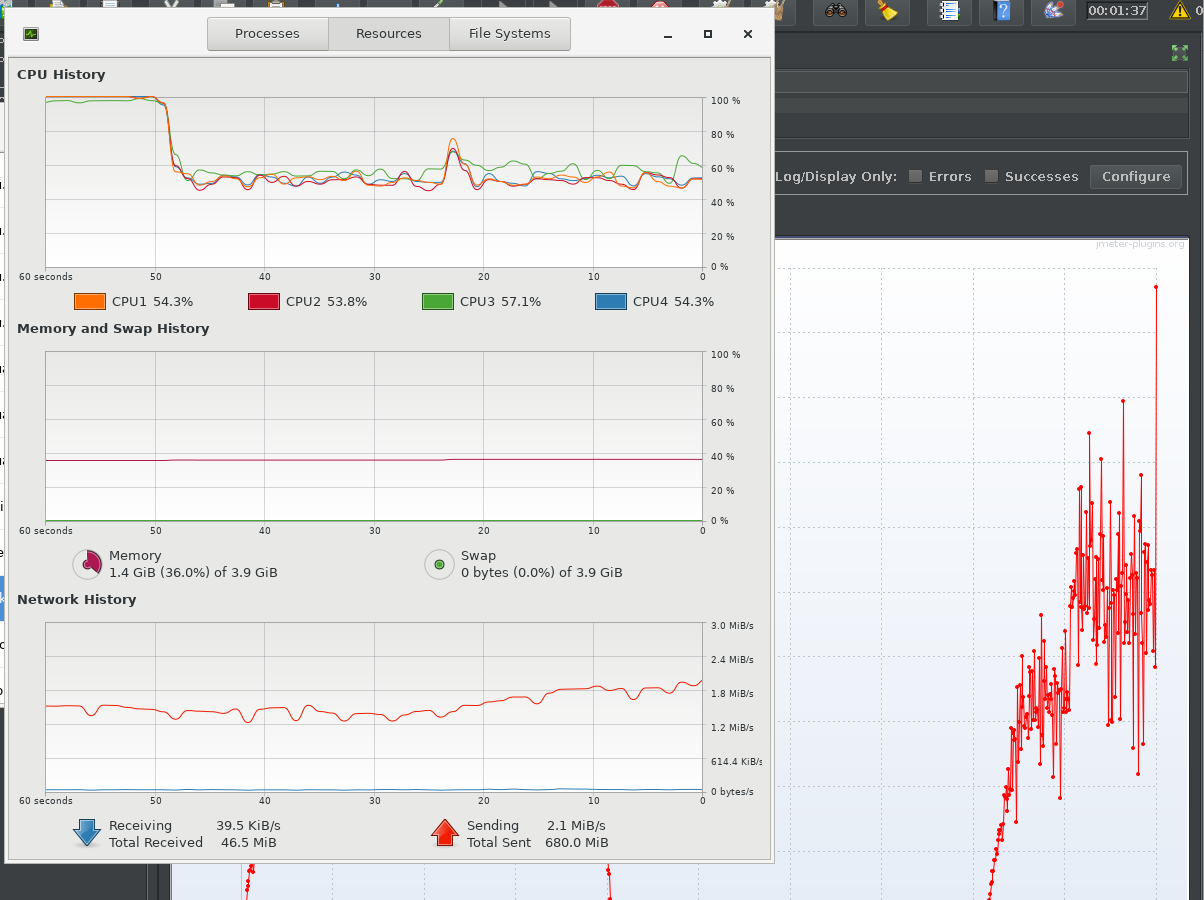 00:01:37
Processes
Resources
File Systems
CPU History
100 %
80 %
60 %
40 %
20 %
0 %
60 seconds 50 40 30 20 10 0
CPU1 54.3% CPU2 53.8% CPU3 57.1% CPU4 54.3%
Memory and Swap History
100 %
80 %
60 %
40 %
20 %
0 %
60 seconds 50 40 30 20 10 0
Memory
1.4 GiB (36.0%) of 3.9 GiB
Swap
0 bytes (0.0%) of 3.9 GiB
Network History
3.0 MiB/s
2.4 MiB/s
1.8 MiB/s
1.2 MiB/s
614.4 KiB/s
0 bytes/s
60 seconds 50 40 30 20 10 0
Receiving 39.5 KiB/s
Total Received 46.5 MiB
Sending 2.1 MiB/s
Total Sent 680.0 MiB
Log/Display Only: Errors Successes Configure
jmeter-plugins.org